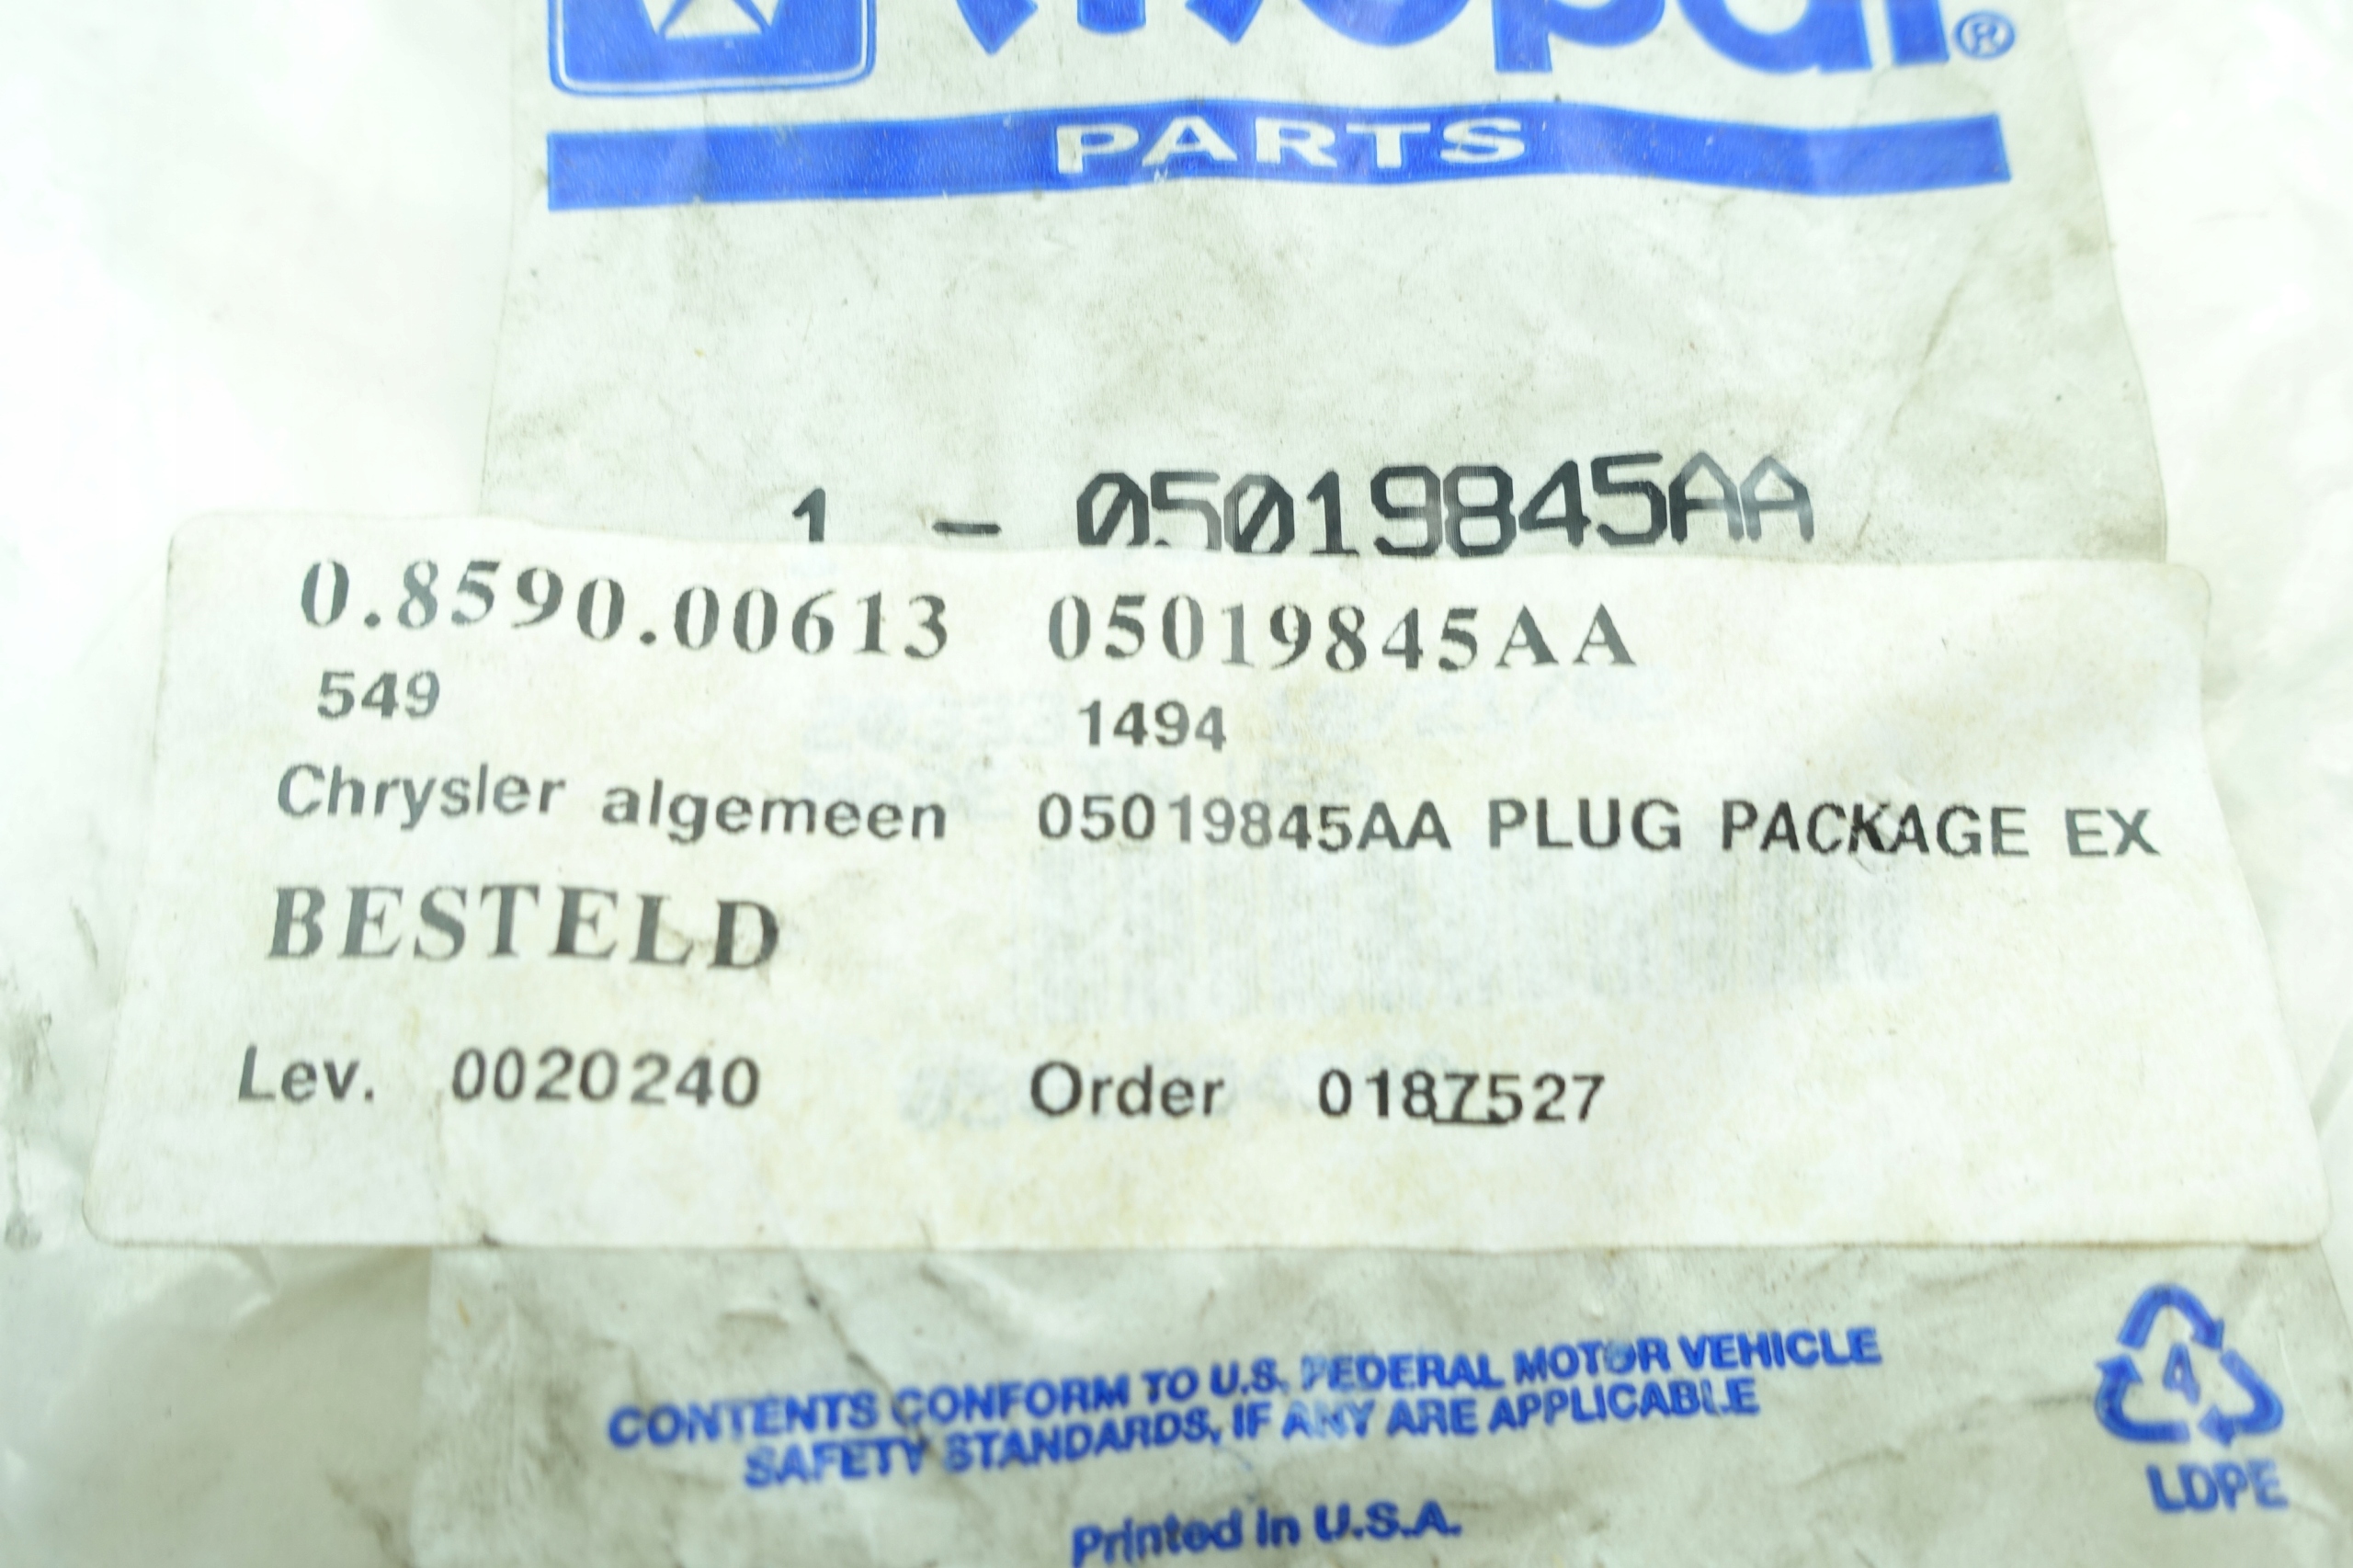 Mopar®
PARTS
1 - 05019845AA
0.8590.00613 05019845AA
549 1494
Chrysler algemeen 05019845AA PLUG PACKAGE EX
BESTELD
Lev. 0020240 Order 0187527
CONTENTS CONFORM TO U.S. FEDERAL MOTOR VEHICLE
SAFETY STANDARDS, IF ANY ARE APPLICABLE
4
LDPE
Printed in U.S.A.